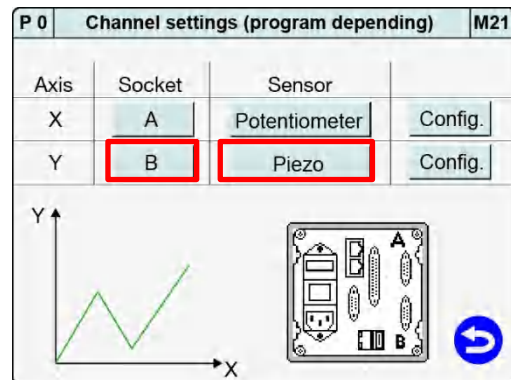 P 0 Channel settings (program depending) M21
Axis Socket Sensor
X A Potentiometer Config.
Y B Piezo Config.
Y
A
B
X